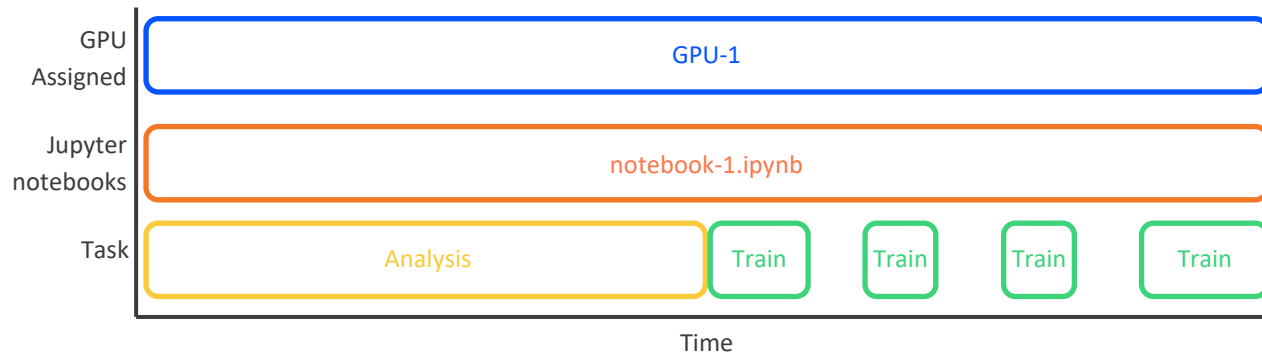 GPU
Assigned
GPU-1
Jupyter
notebooks
notebook-1.ipynb
Task
Analysis
Train
Train
Train
Train
Time